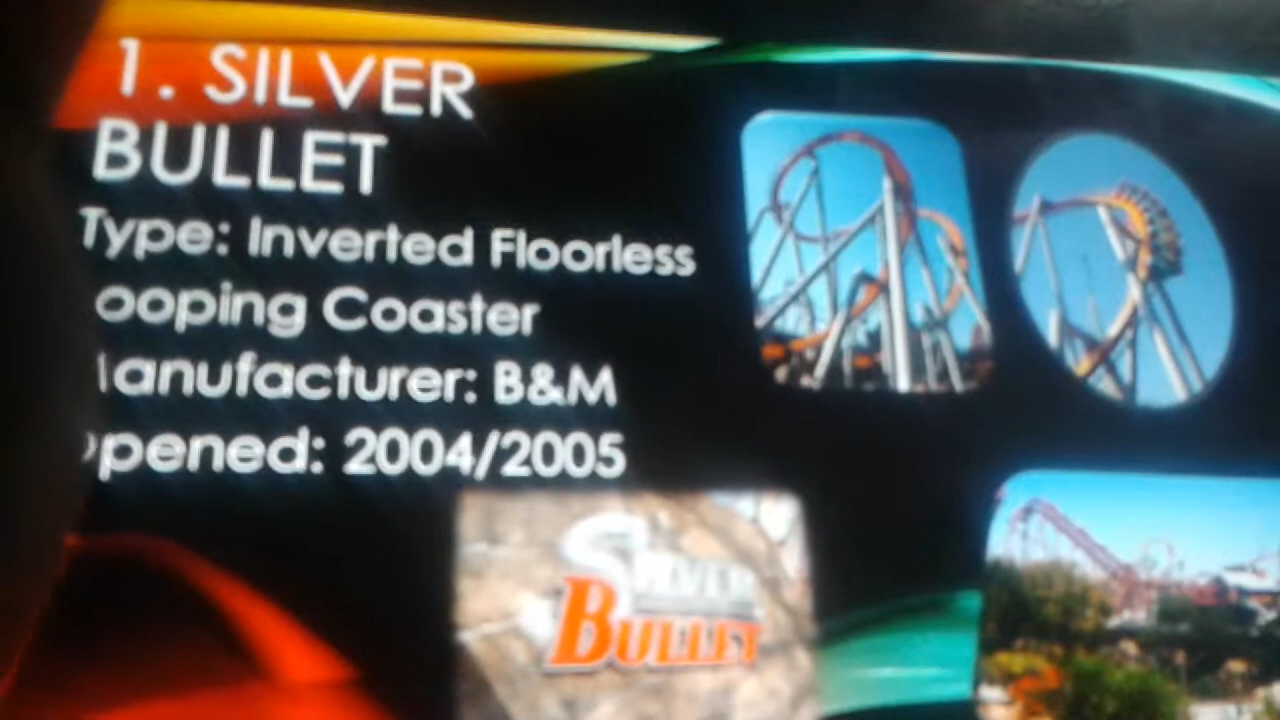 1. SILVER
BULLET
Type: Inverted Floorless
ooping Coaster
anufacturer: B&M
pened: 2004/2005
SILVER
BULLET